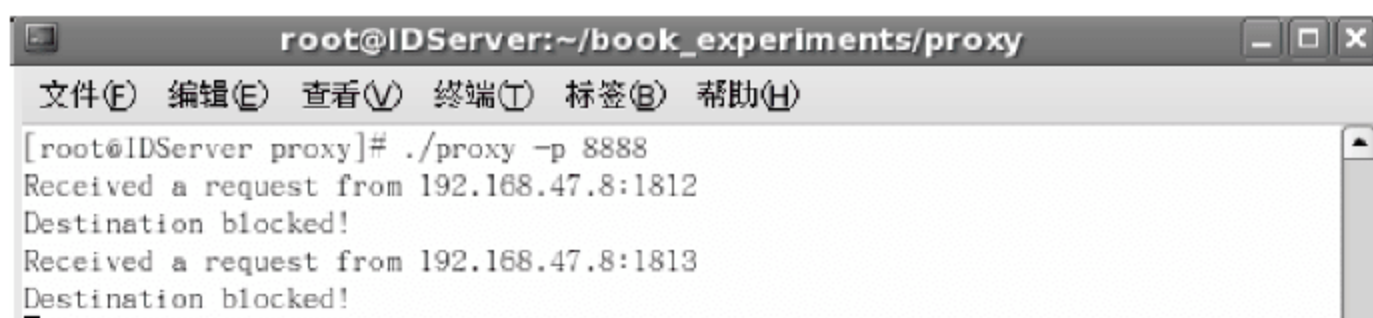 root@IDServer:~/book_experiments/proxy
文件(F) 编辑(E) 查看(V) 终端(T) 标签(B) 帮助(H)
[root@IDServer proxy]# ./proxy -p 8888
Received a request from 192.168.47.8:1812
Destination blocked!
Received a request from 192.168.47.8:1813
Destination blocked!